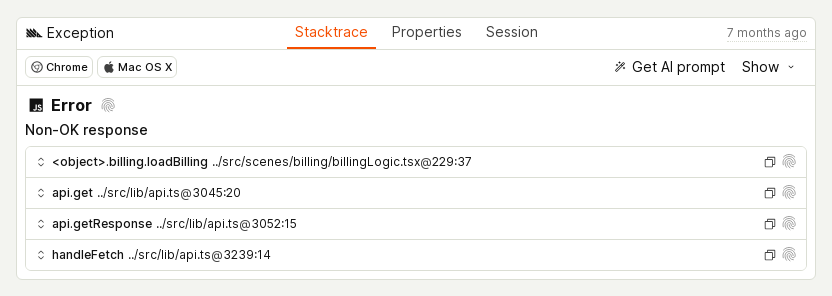 Exception
Stacktrace
Properties
Session
7 months ago
Chrome
Mac OS X
Get AI prompt
Show
JS
Error
Non-OK response
<object>.billing.loadBilling ../src/scenes/billing/billingLogic.tsx@229:37
api.get ../src/lib/api.ts@3045:20
api.getResponse ../src/lib/api.ts@3052:15
handleFetch ../src/lib/api.ts@3239:14